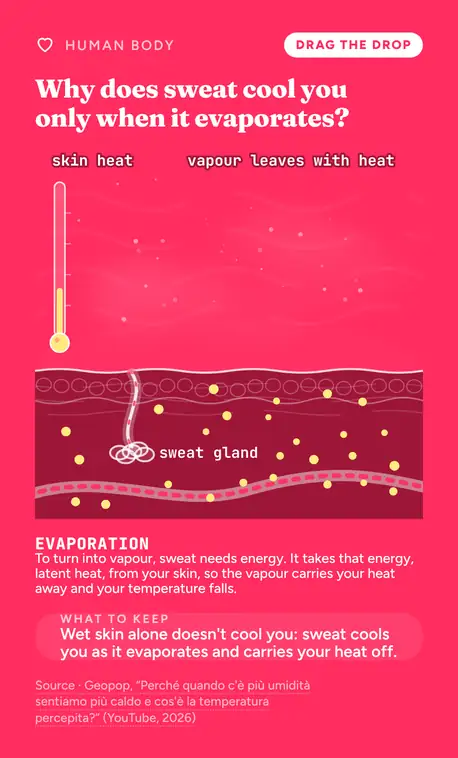 HUMAN BODY
DRAG THE DROP
Why does sweat cool you
only when it evaporates?
skin heat
vapour leaves with heat
sweat gland
EVAPORATION
To turn into vapour, sweat needs energy. It takes that energy,
latent heat, from your skin, so the vapour carries your heat
away and your temperature falls.
WHAT TO KEEP
Wet skin alone doesn't cool you: sweat cools
you as it evaporates and carries your heat off.
Source · Geopop, "Perché quando c'è più umidità
sentiamo più caldo e cos'è la temperatura
percepita?" (YouTube, 2026)